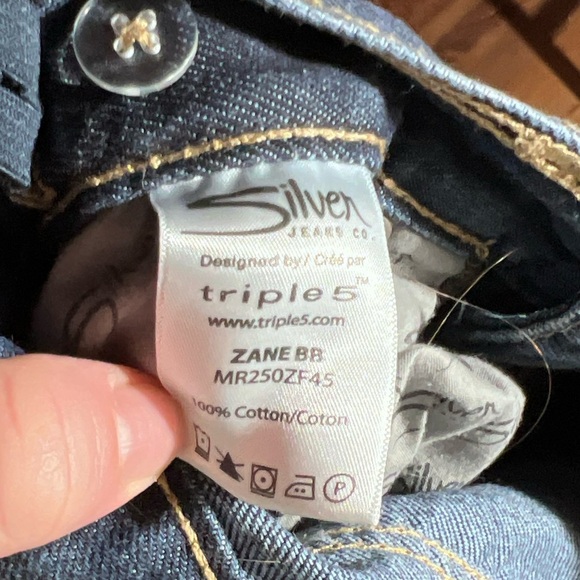 Silver
JEANS CO.
Designed by / Créé par
triple5™
www.triple5.com
ZANE BB
MR250ZF45
100% Cotton/Coton
P